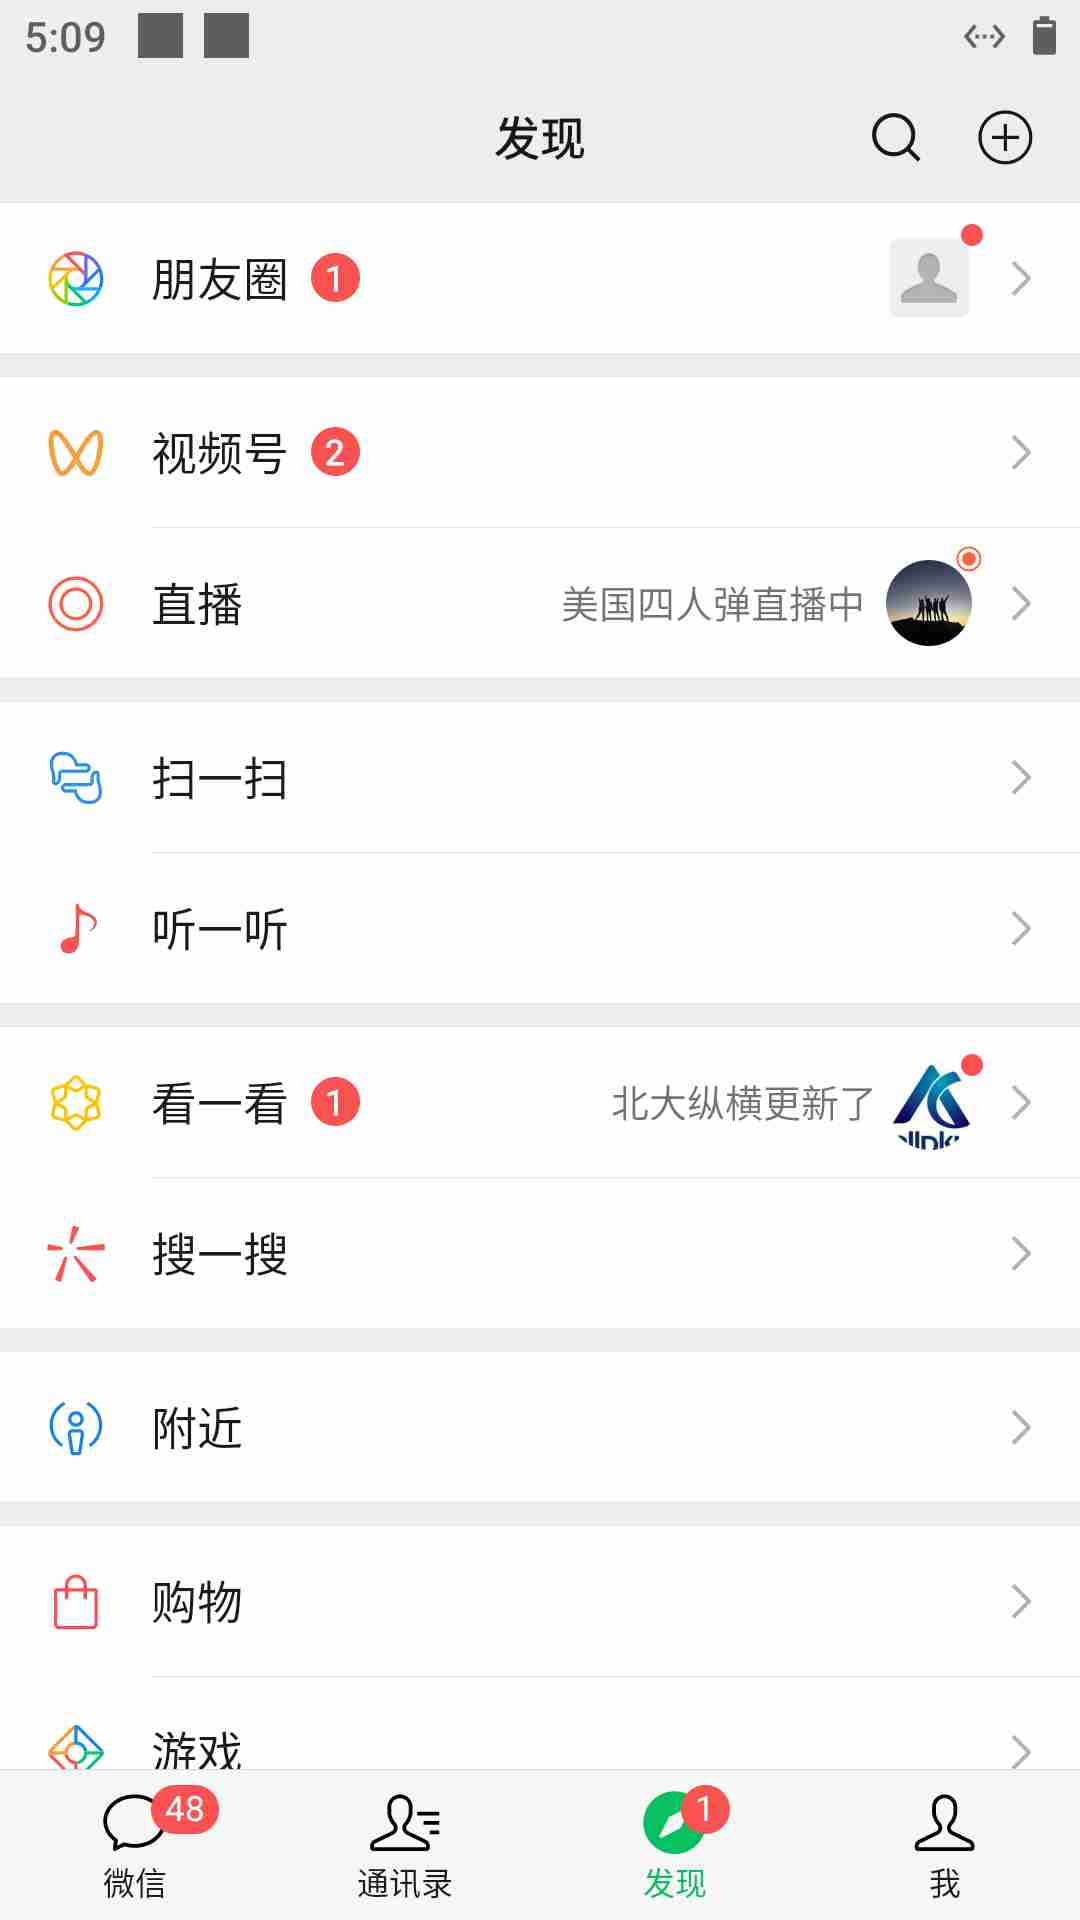 5:09
发现
朋友圈 1
视频号 2
直播 美国四人弹直播中
扫一扫
听一听
看一看 1 北大纵横更新了
搜一搜
附近
购物
游戏
48 1
微信 通讯录 发现 我